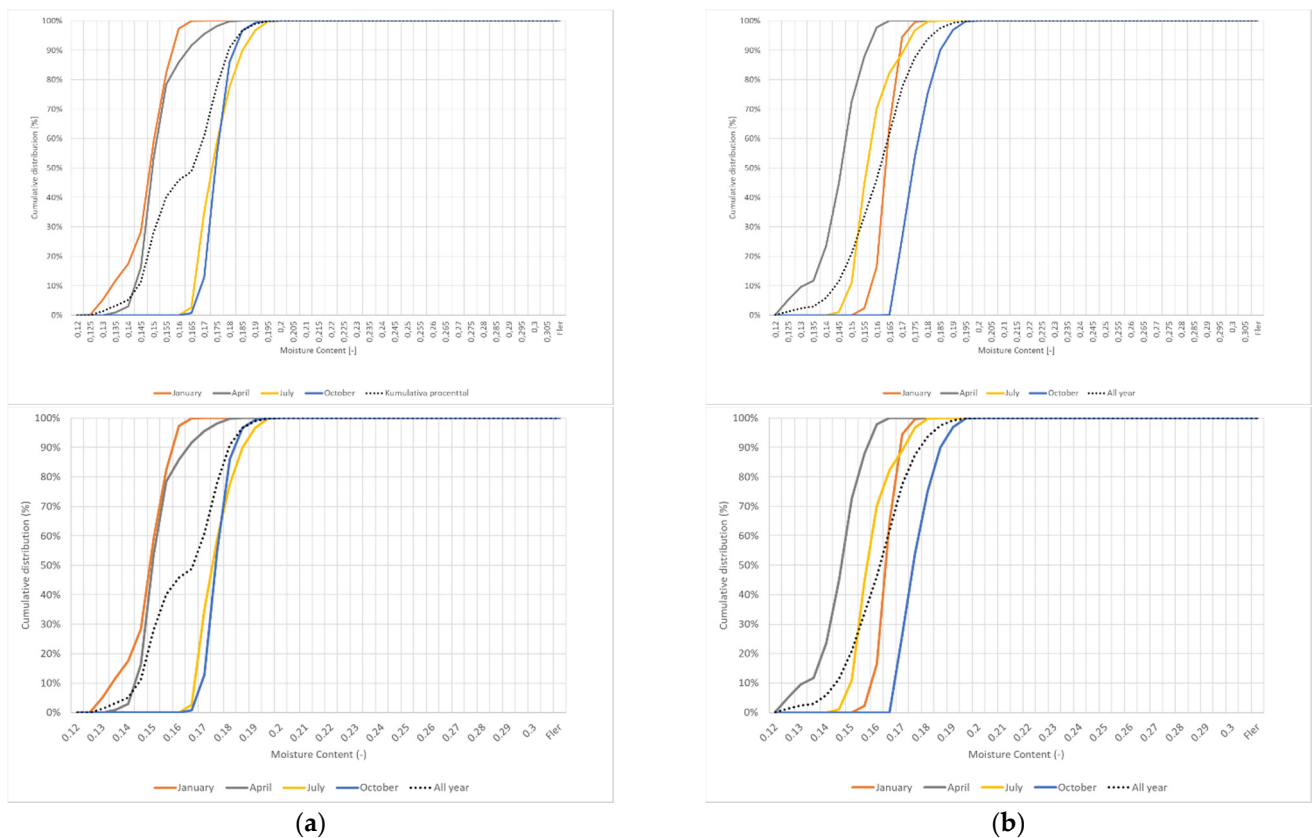 100%
90%
80%
70%
60%
50%
40%
30%
20%
10%
0%
Cumulative distribution [%]
0,12 0,125 0,13 0,135 0,14 0,145 0,15 0,155 0,16 0,165 0,17 0,175 0,18 0,185 0,19 0,195 0,2 0,205 0,21 0,215 0,22 0,225 0,23 0,235 0,24 0,245 0,25 0,255 0,26 0,265 0,27 0,275 0,28 0,285 0,29 0,295 0,3 0,305 Fler
Moisture Content [-]
January April July October Kumulativa procenttal
100%
90%
80%
70%
60%
50%
40%
30%
20%
10%
0%
Cumulative distribution [%]
0,12 0,125 0,13 0,135 0,14 0,145 0,15 0,155 0,16 0,165 0,17 0,175 0,18 0,185 0,19 0,195 0,2 0,205 0,21 0,215 0,22 0,225 0,23 0,235 0,24 0,245 0,25 0,255 0,26 0,265 0,27 0,275 0,28 0,285 0,29 0,295 0,3 0,305 Fler
Moisture Content [-]
January April July October All year
100%
90%
80%
70%
60%
50%
40%
30%
20%
10%
0%
Cumulative distribution (%)
0,12 0,13 0,14 0,15 0,16 0,17 0,18 0,19 0,2 0,21 0,22 0,23 0,24 0,25 0,26 0,27 0,28 0,29 0,3 Fler
Moisture Content (-)
January April July October All year
100%
90%
80%
70%
60%
50%
40%
30%
20%
10%
0%
Cumulative distribution (%)
0,12 0,13 0,14 0,15 0,16 0,17 0,18 0,19 0,2 0,21 0,22 0,23 0,24 0,25 0,26 0,27 0,28 0,29 0,3 Fler
Moisture Content (-)
January April July October All year
(a)
(b)